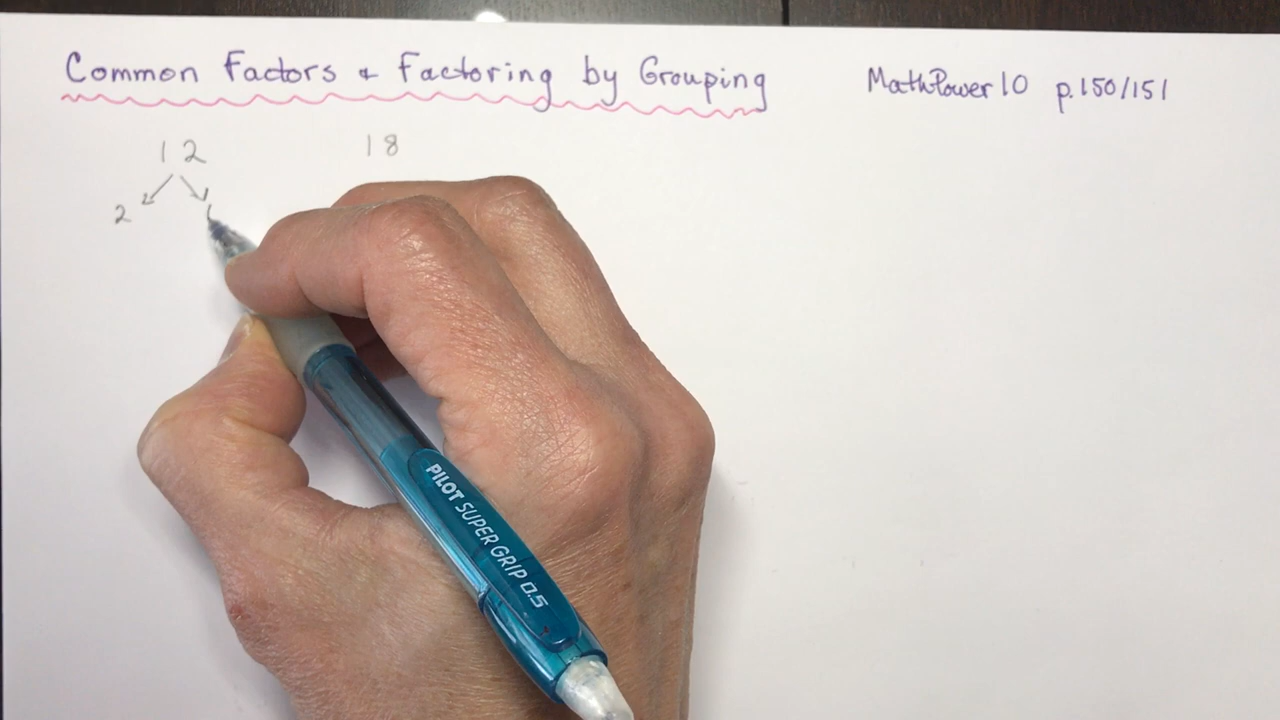 Common Factors & Factoring by Grouping
MathPower 10 p.150/151
12
18
2
PILOT SUPER GRIP 0.5